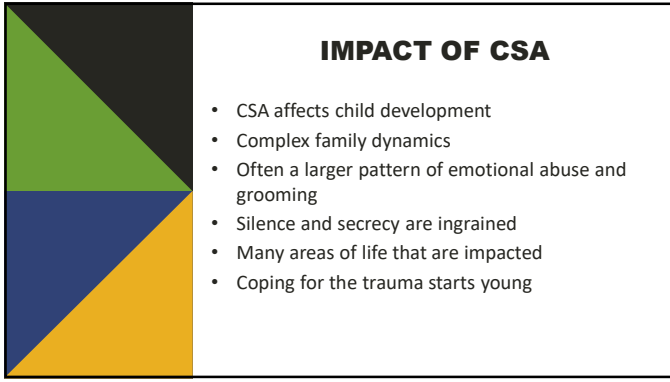 IMPACT OF CSA
• CSA affects child development
• Complex family dynamics
• Often a larger pattern of emotional abuse and
grooming
• Silence and secrecy are ingrained
• Many areas of life that are impacted
• Coping for the trauma starts young